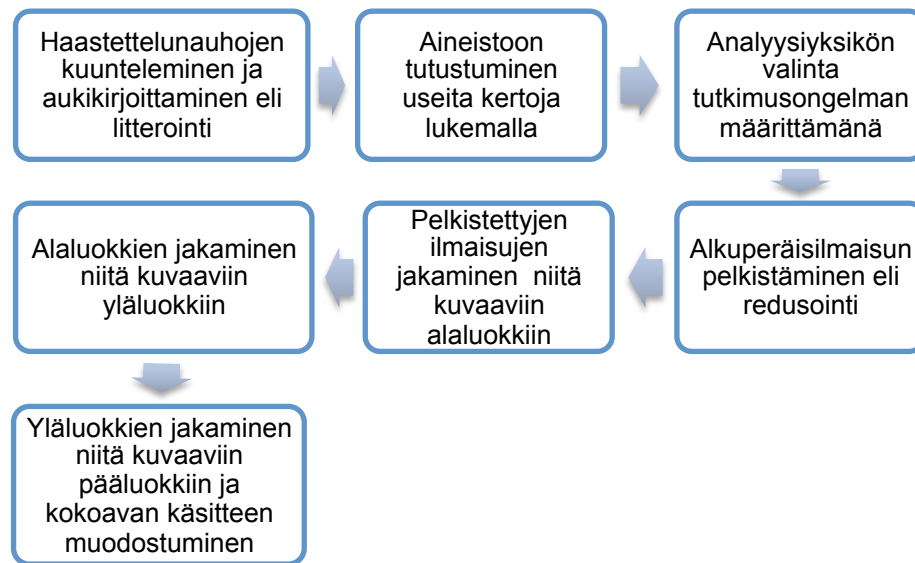 Haastettelunauhojen
kuunteleminen ja
aukikirjoittaminen eli
litterointi
Aineistoon
tutustuminen
useita kertoja
lukemalla
Analyysiyksikön
valinta
tutkimusongelman
määrittämänä
Alkuperäisilmaisun
pelkistäminen eli
redusointi
Pelkistettyjen
ilmaisujen
jakaminen niitä
kuvaaviin
alaluokkiin
Alaluokkien jakaminen
niitä kuvaaviin
yläluokkiin
Yläluokkien jakaminen
niitä kuvaaviin
pääluokkiin ja
kokoavan käsitteen
muodostuminen